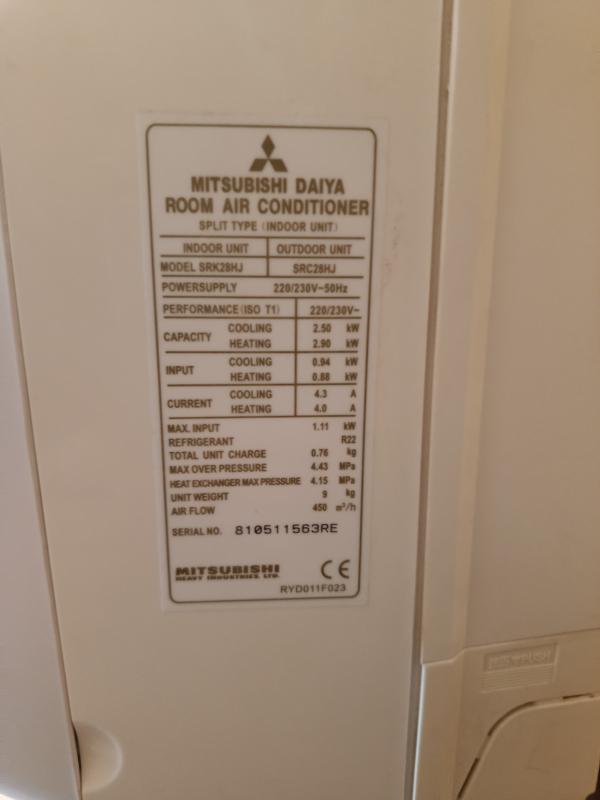 MITSUBISHI DAIYA
ROOM AIR CONDITIONER
SPLIT TYPE (INDOOR UNIT)
INDOOR UNIT OUTDOOR UNIT
MODEL SRK28HJ SRC28HJ
POWERSUPPLY 220/230V~50Hz
PERFORMANCE(ISO T1) 220/230V~
CAPACITY COOLING 2.50 kW
HEATING 2.90 kW
INPUT COOLING 0.94 kW
HEATING 0.88 kW
CURRENT COOLING 4.3 A
HEATING 4.0 A
MAX. INPUT 1.11 kW
REFRIGERANT R22
TOTAL UNIT CHARGE 0.76 kg
MAX OVER PRESSURE 4.43 MPa
HEAT EXCHANGER MAX PRESSURE 4.15 MPa
UNIT WEIGHT 9 kg
AIR FLOW 450 m³/h
SERIAL NO. 810511563RE
MITSUBISHI
HEAVY INDUSTRIES, LTD.
CE
RYD011F023
PUSH